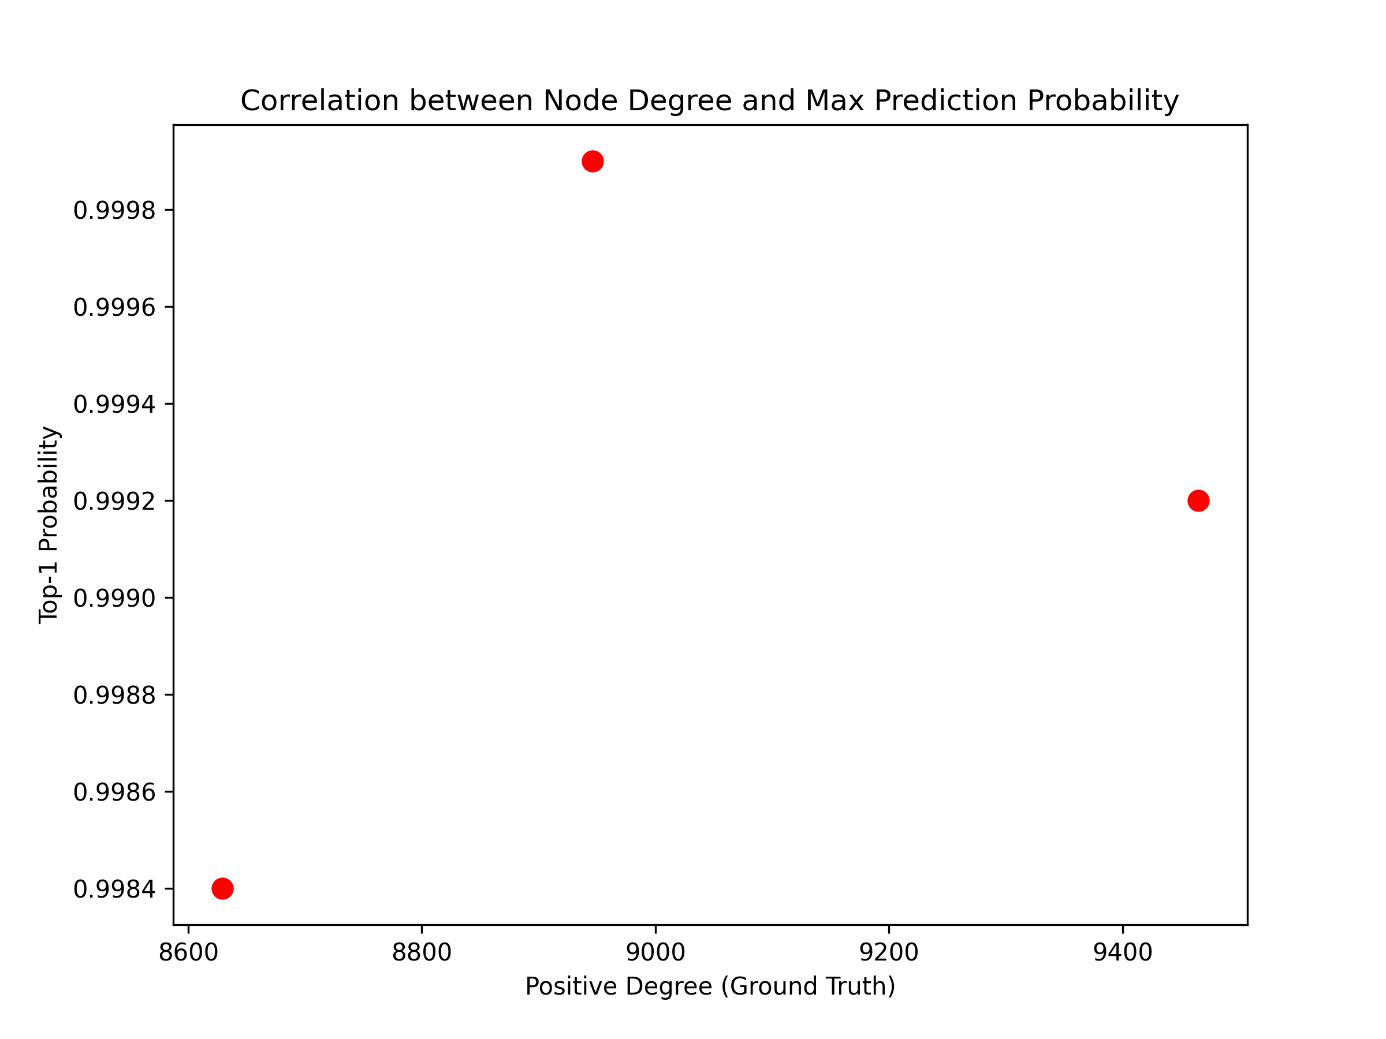 Correlation between Node Degree and Max Prediction Probability
0.9998
0.9996
0.9994
0.9992
0.9990
0.9988
0.9986
0.9984
Top-1 Probability
8600 8800 9000 9200 9400
Positive Degree (Ground Truth)